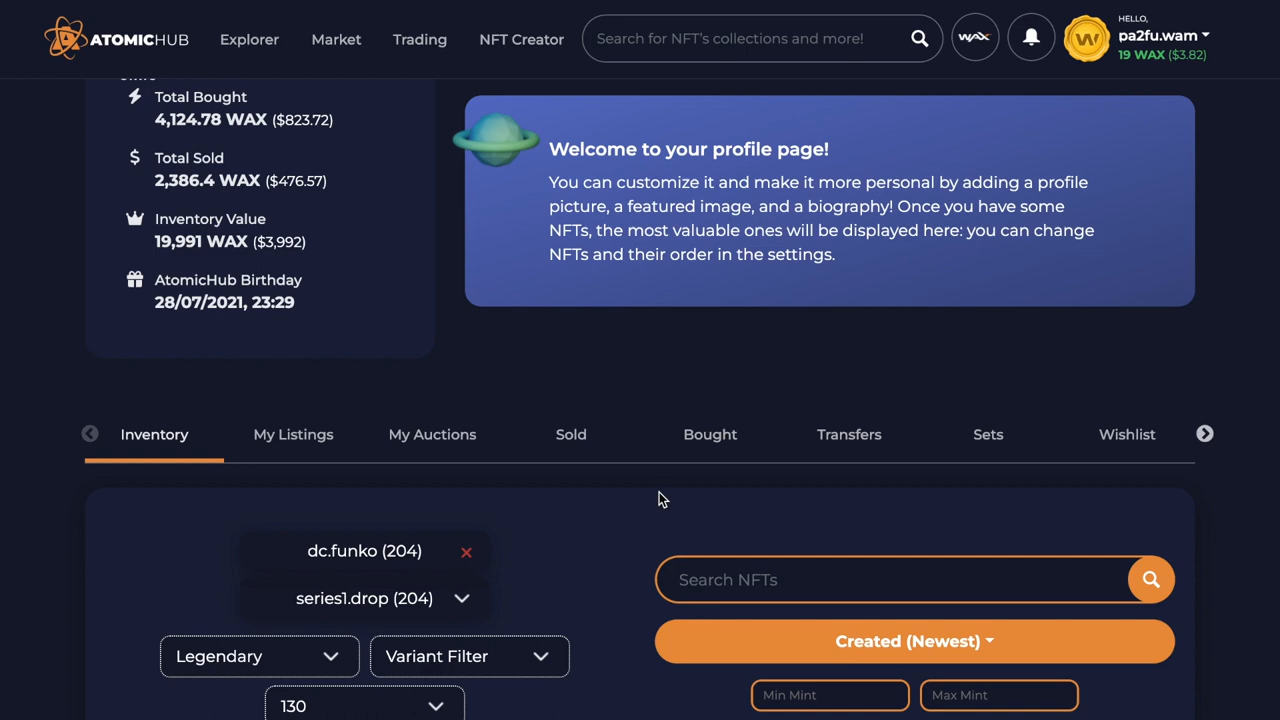 ATOMICHUB
Explorer
Market
Trading
NFT Creator
Search for NFT's collections and more!
WAX
HELLO,
pa2fu.wam
19 WAX ($3.82)
Total Bought
4,124.78 WAX ($823.72)
Total Sold
2,386.4 WAX ($476.57)
Inventory Value
19,991 WAX ($3,992)
AtomicHub Birthday
28/07/2021, 23:29
Welcome to your profile page!
You can customize it and make it more personal by adding a profile
picture, a featured image, and a biography! Once you have some
NFTs, the most valuable ones will be displayed here: you can change
NFTs and their order in the settings.
Inventory
My Listings
My Auctions
Sold
Bought
Transfers
Sets
Wishlist
dc.funko (204)
series1.drop (204)
Legendary
Variant Filter
130
Search NFTs
Created (Newest)
Min Mint
Max Mint